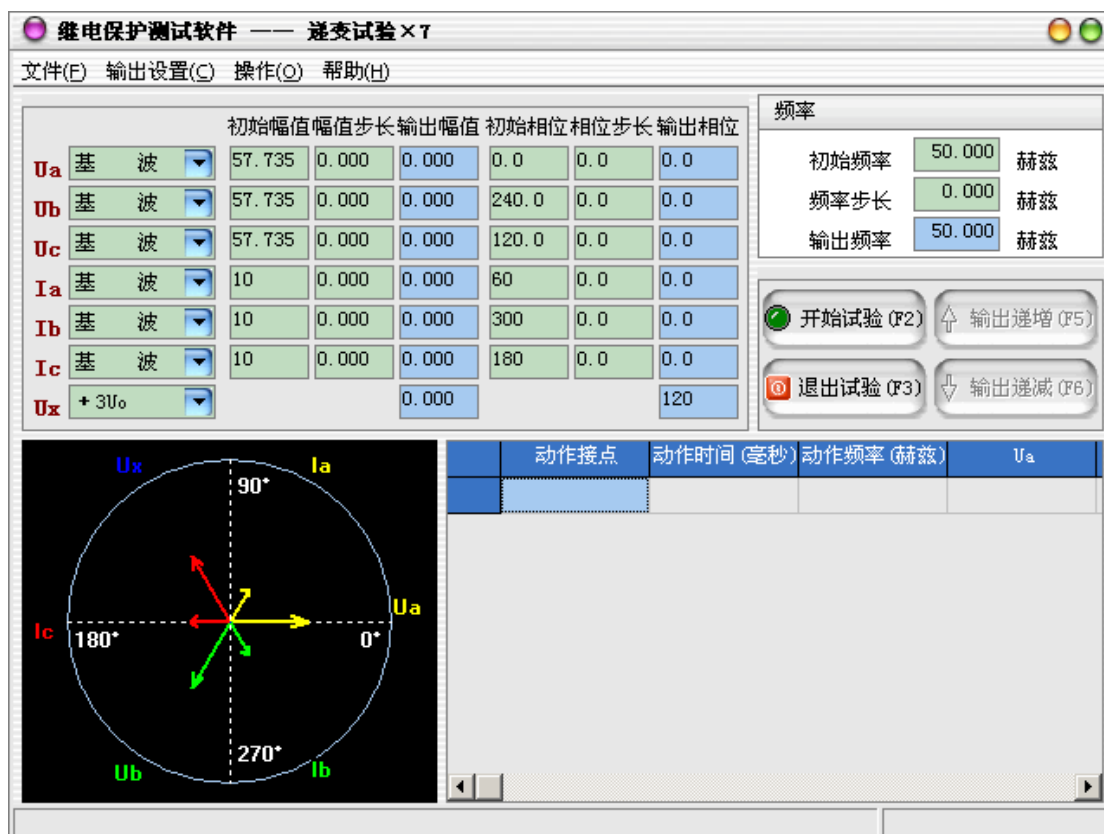 继电保护测试软件 —— 递变试验×7
文件(F) 输出设置(C) 操作(O) 帮助(H)
初始幅值 幅值步长 输出幅值 初始相位 相位步长 输出相位
Ua 基 波 57.735 0.000 0.000 0.0 0.0 0.0
Ub 基 波 57.735 0.000 0.000 240.0 0.0 0.0
Uc 基 波 57.735 0.000 0.000 120.0 0.0 0.0
Ia 基 波 10 0.000 0.000 60 0.0 0.0
Ib 基 波 10 0.000 0.000 300 0.0 0.0
Ic 基 波 10 0.000 0.000 180 0.0 0.0
Ux + 3U₀ 0.000 120
频率
初始频率 50.000 赫兹
频率步长 0.000 赫兹
输出频率 50.000 赫兹
开始试验(F2) 输出递增(F5)
退出试验(F3) 输出递减(F6)
Ux Ia
90°
Ua
Ic 180° 0°
270°
Ub Ib
动作接点 动作时间(毫秒) 动作频率(赫兹) Ua